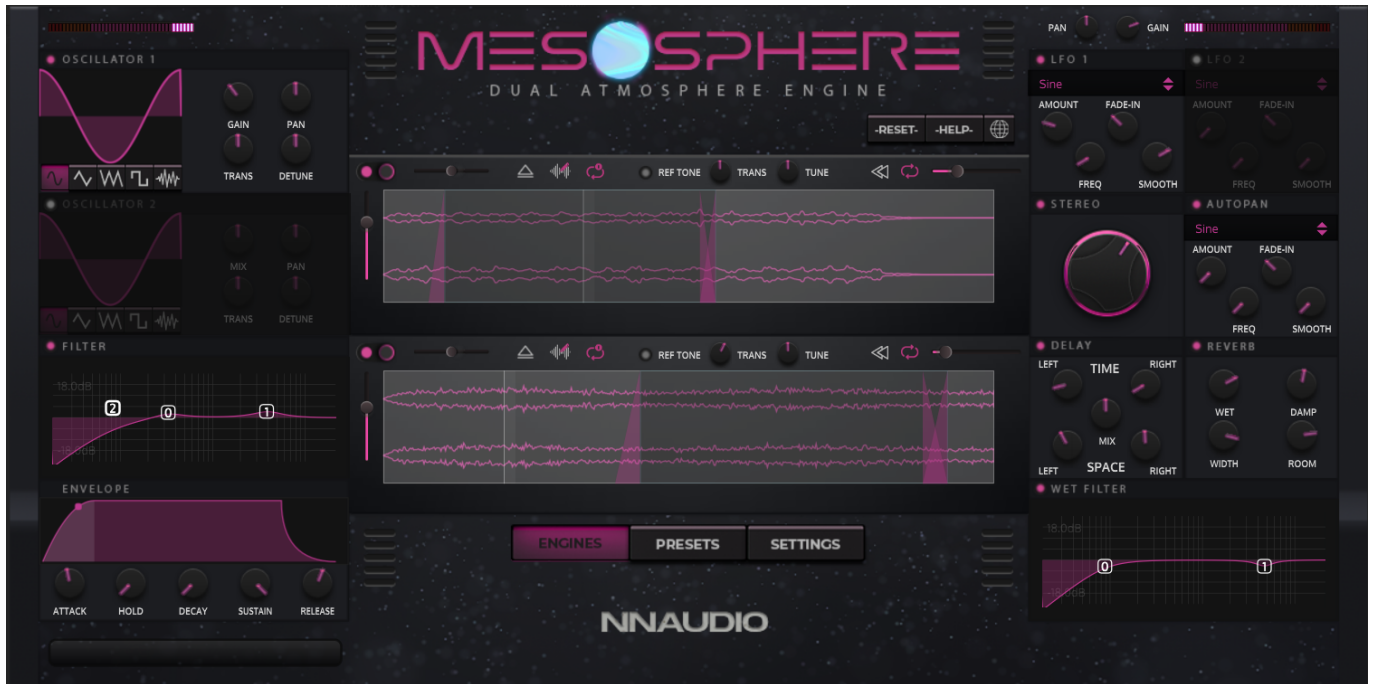 PAN GAIN
MESOSPHERE
DUAL ATMOSPHERE ENGINE
-RESET- -HELP-
OSCILLATOR 1
GAIN PAN
TRANS DETUNE
OSCILLATOR 2
MIX PAN
TRANS DETUNE
FILTER
18.0dB
2 0 1
-18.0dB
ENVELOPE
ATTACK HOLD DECAY SUSTAIN RELEASE
REF TONE TRANS TUNE
REF TONE TRANS TUNE
ENGINES PRESETS SETTINGS
NNAUDIO
LFO 1
Sine
AMOUNT FADE-IN
FREQ SMOOTH
LFO 2
Sine
AMOUNT FADE-IN
FREQ SMOOTH
STEREO
AUTOPAN
Sine
AMOUNT FADE-IN
FREQ SMOOTH
DELAY
LEFT TIME RIGHT
MIX
LEFT SPACE RIGHT
REVERB
WET DAMP
WIDTH ROOM
WET FILTER
18.0dB
0 1
-18.0dB